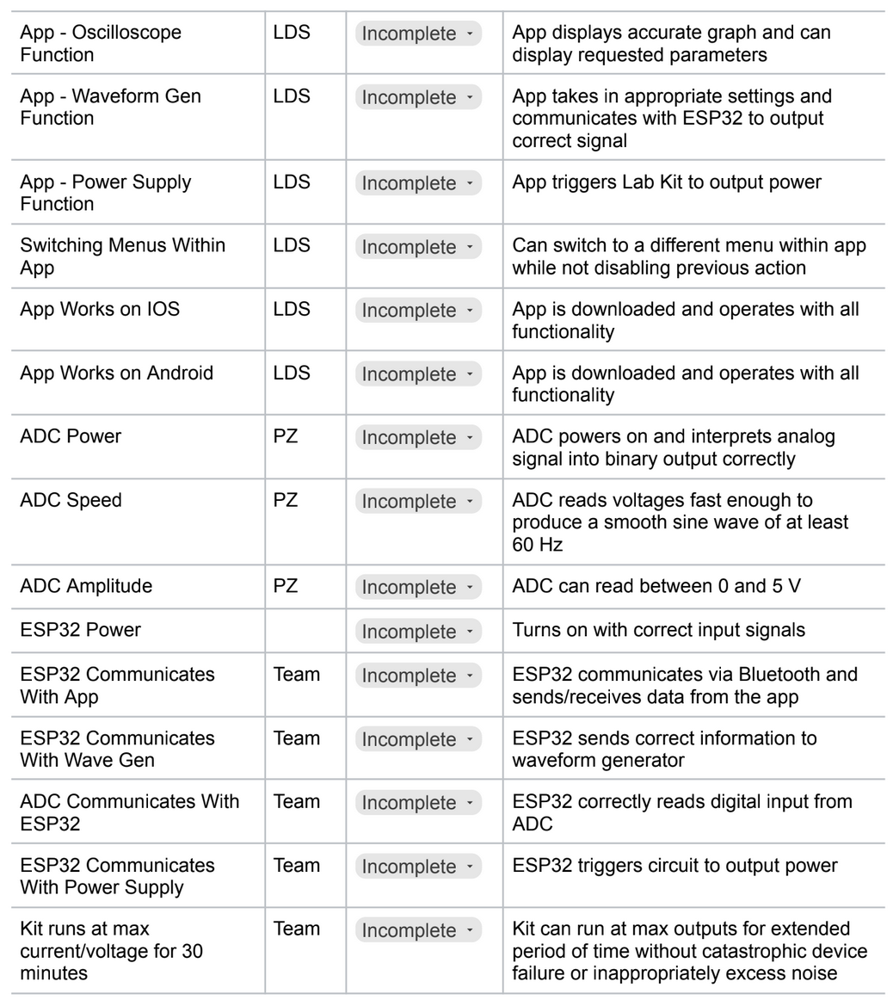 App - Oscilloscope
Function
LDS
Incomplete
App displays accurate graph and can
display requested parameters
App - Waveform Gen
Function
LDS
Incomplete
App takes in appropriate settings and
communicates with ESP32 to output
correct signal
App - Power Supply
Function
LDS
Incomplete
App triggers Lab Kit to output power
Switching Menus Within
App
LDS
Incomplete
Can switch to a different menu within app
while not disabling previous action
App Works on IOS
LDS
Incomplete
App is downloaded and operates with all
functionality
App Works on Android
LDS
Incomplete
App is downloaded and operates with all
functionality
ADC Power
PZ
Incomplete
ADC powers on and interprets analog
signal into binary output correctly
ADC Speed
PZ
Incomplete
ADC reads voltages fast enough to
produce a smooth sine wave of at least
60 Hz
ADC Amplitude
PZ
Incomplete
ADC can read between 0 and 5 V
ESP32 Power
Incomplete
Turns on with correct input signals
ESP32 Communicates
With App
Team
Incomplete
ESP32 communicates via Bluetooth and
sends/receives data from the app
ESP32 Communicates
With Wave Gen
Team
Incomplete
ESP32 sends correct information to
waveform generator
ADC Communicates With
ESP32
Team
Incomplete
ESP32 correctly reads digital input from
ADC
ESP32 Communicates
With Power Supply
Team
Incomplete
ESP32 triggers circuit to output power
Kit runs at max
current/voltage for 30
minutes
Team
Incomplete
Kit can run at max outputs for extended
period of time without catastrophic device
failure or inappropriately excess noise